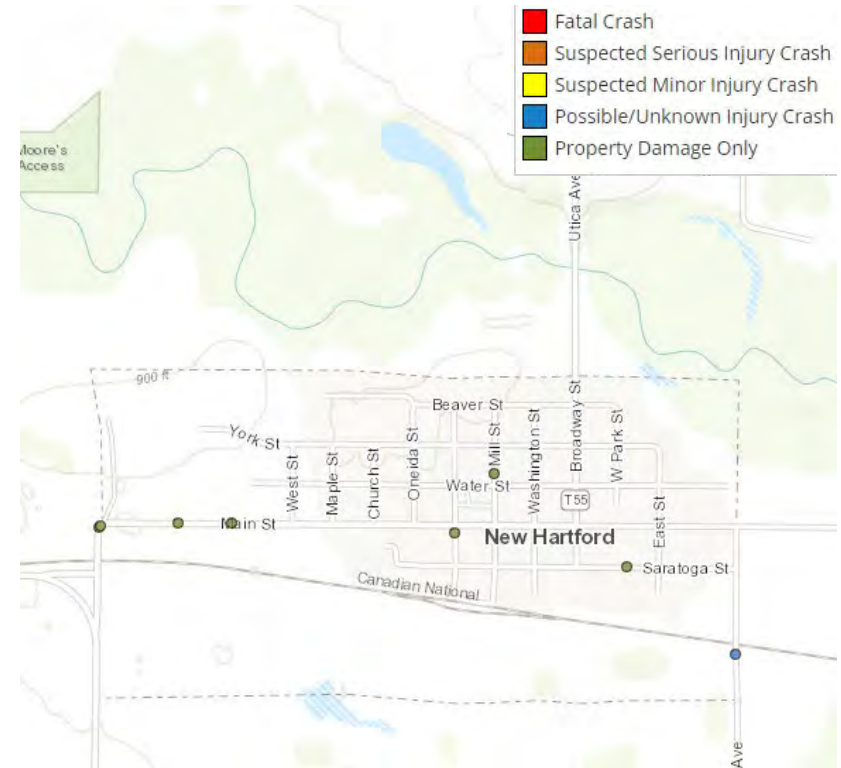 Fatal Crash
Suspected Serious Injury Crash
Suspected Minor Injury Crash
Possible/Unknown Injury Crash
Property Damage Only
Moore's
Access
Utica Ave
900 ft
Beaver St
York St
West St
Maple St
Church St
Oneida St
Mill St
Washington St
Broadway St
W Park St
Water St
T55
East St
Main St
New Hartford
Saratoga St
Canadian National
Ave